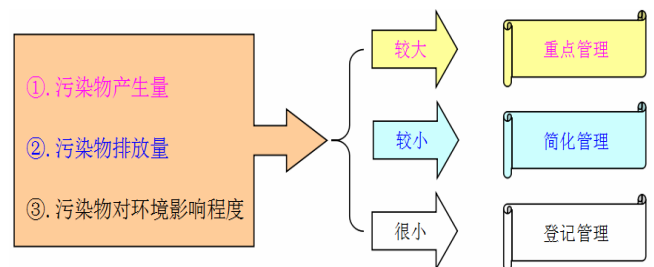 ①.污染物产生量
②.污染物排放量
③.污染物对环境影响程度
较大
重点管理
较小
简化管理
很小
登记管理